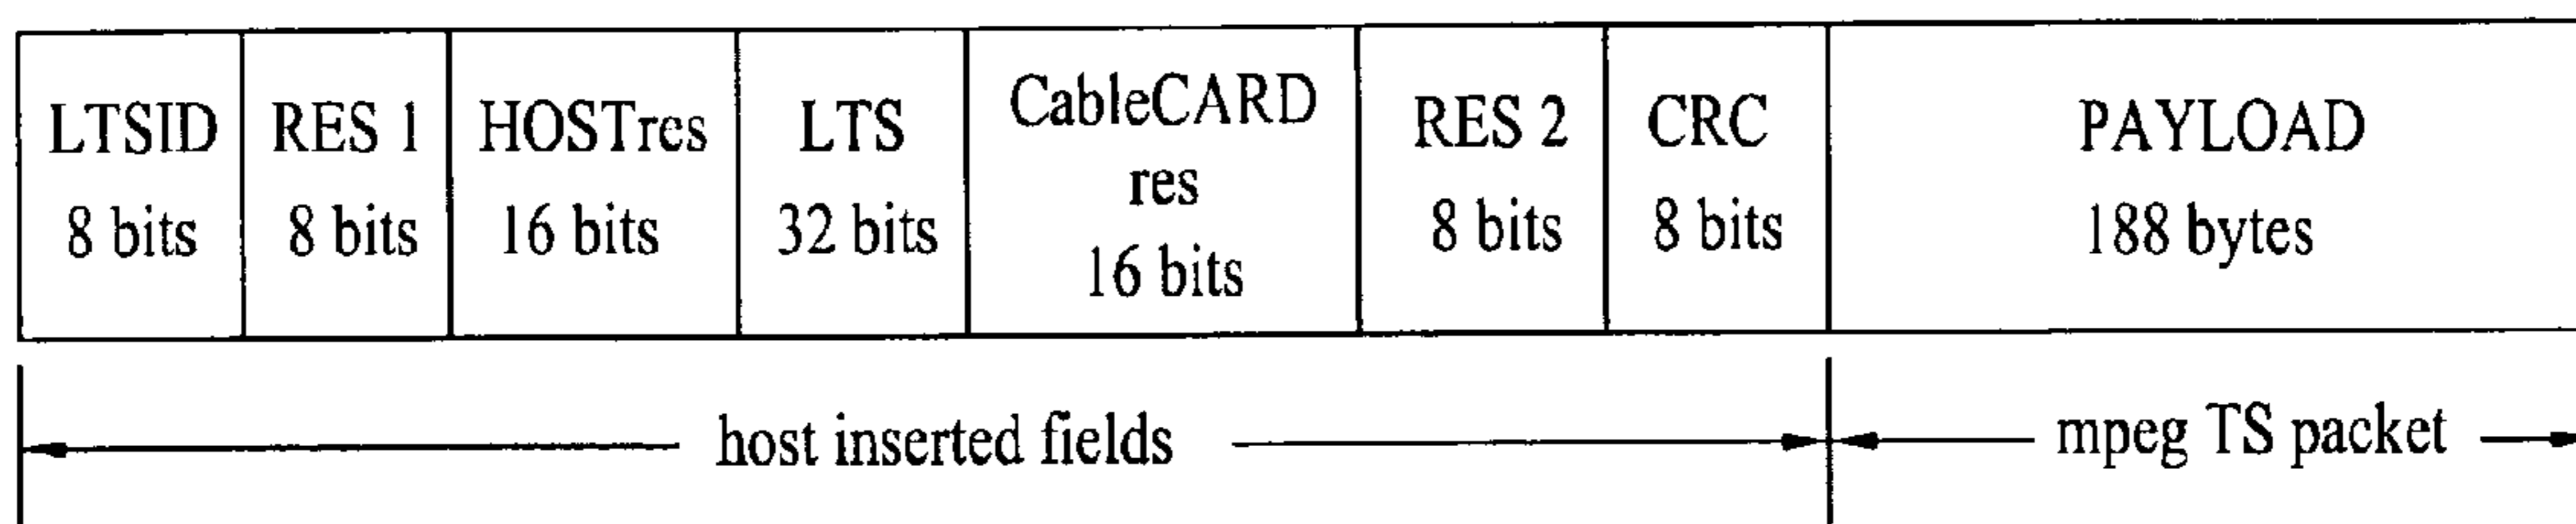 LTSID
8 bits
RES 1
8 bits
HOSTres
16 bits
LTS
32 bits
CableCARD
res
16 bits
RES 2
8 bits
CRC
8 bits
PAYLOAD
188 bytes
host inserted fields
mpeg TS packet